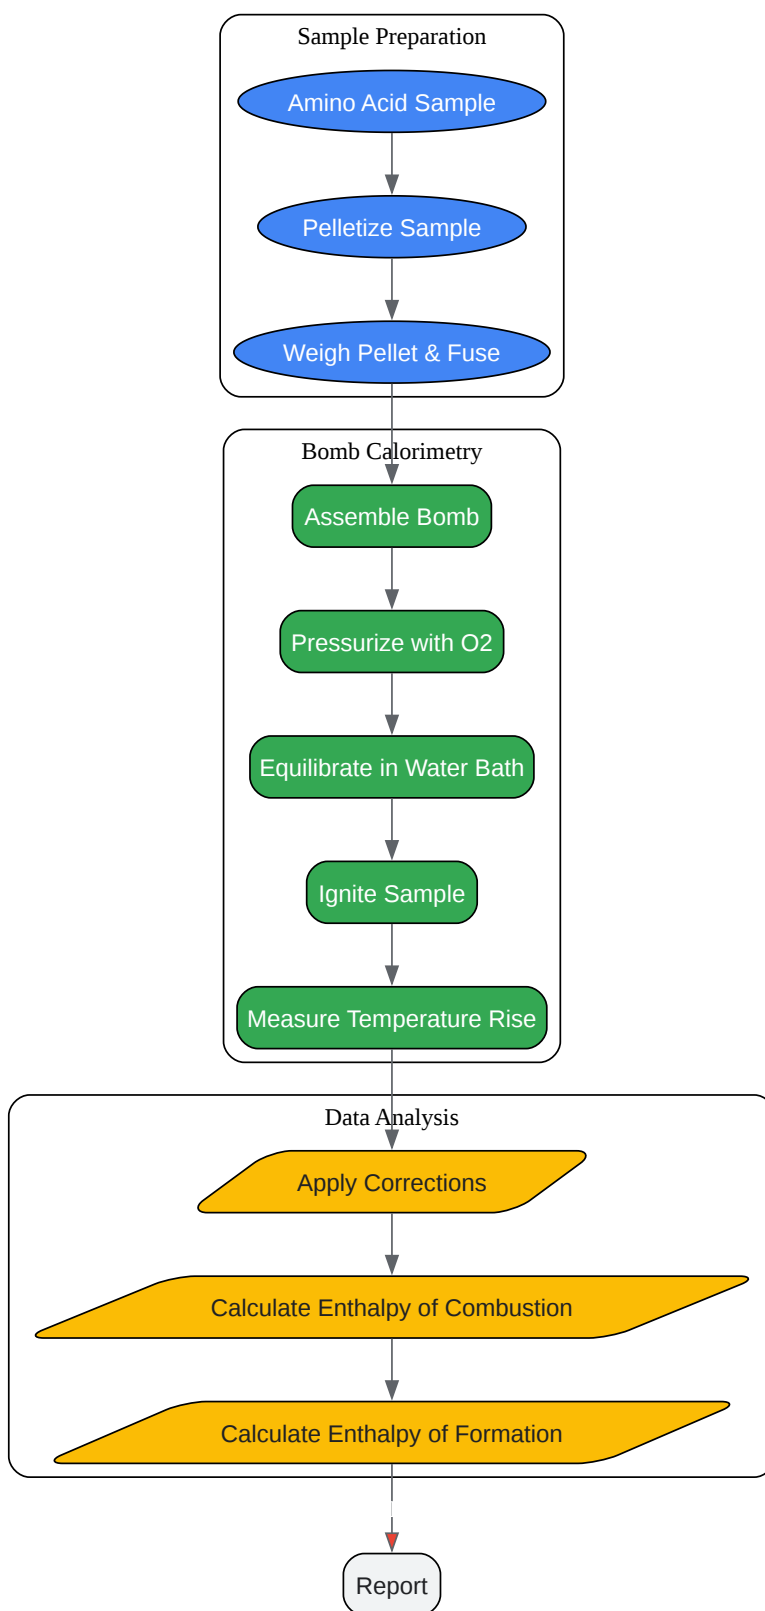 Sample Preparation
Amino Acid Sample
Pelletize Sample
Weigh Pellet & Fuse
Bomb Calorimetry
Assemble Bomb
Pressurize with O2
Equilibrate in Water Bath
Ignite Sample
Measure Temperature Rise
Data Analysis
Apply Corrections
Calculate Enthalpy of Combustion
Calculate Enthalpy of Formation
Report